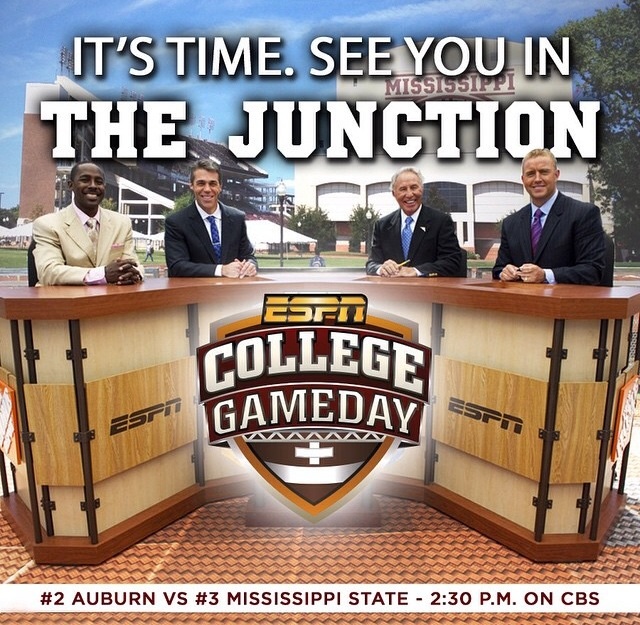 IT'S TIME. SEE YOU IN
MISSISSIPPI
THE JUNCTION
ESPN
COLLEGE
GAMEDAY
ESPN
ESPN
#2 AUBURN VS #3 MISSISSIPPI STATE - 2:30 P.M. ON CBS